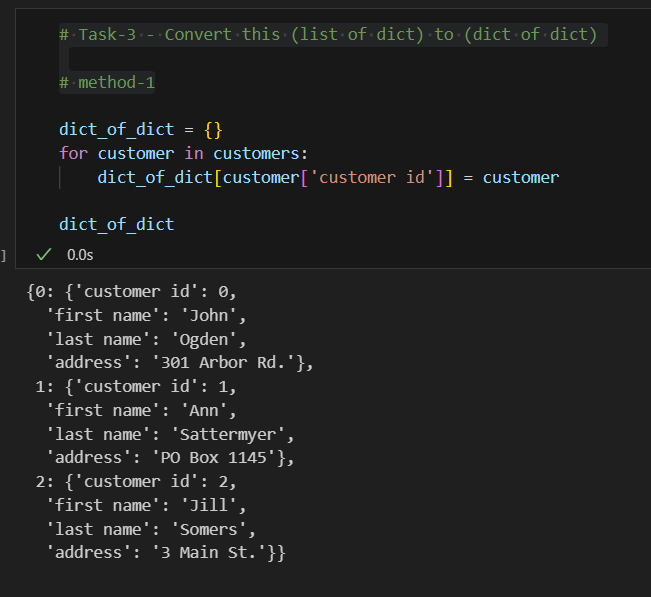 # Task-3 - Convert this (list of dict) to (dict of dict)
# method-1
dict_of_dict = {}
for customer in customers:
    dict_of_dict[customer['customer id']] = customer
dict_of_dict
] ✓ 0.0s
{0: {'customer id': 0,
  'first name': 'John',
  'last name': 'Ogden',
  'address': '301 Arbor Rd.'},
 1: {'customer id': 1,
  'first name': 'Ann',
  'last name': 'Sattermyer',
  'address': 'PO Box 1145'},
 2: {'customer id': 2,
  'first name': 'Jill',
  'last name': 'Somers',
  'address': '3 Main St.'}}